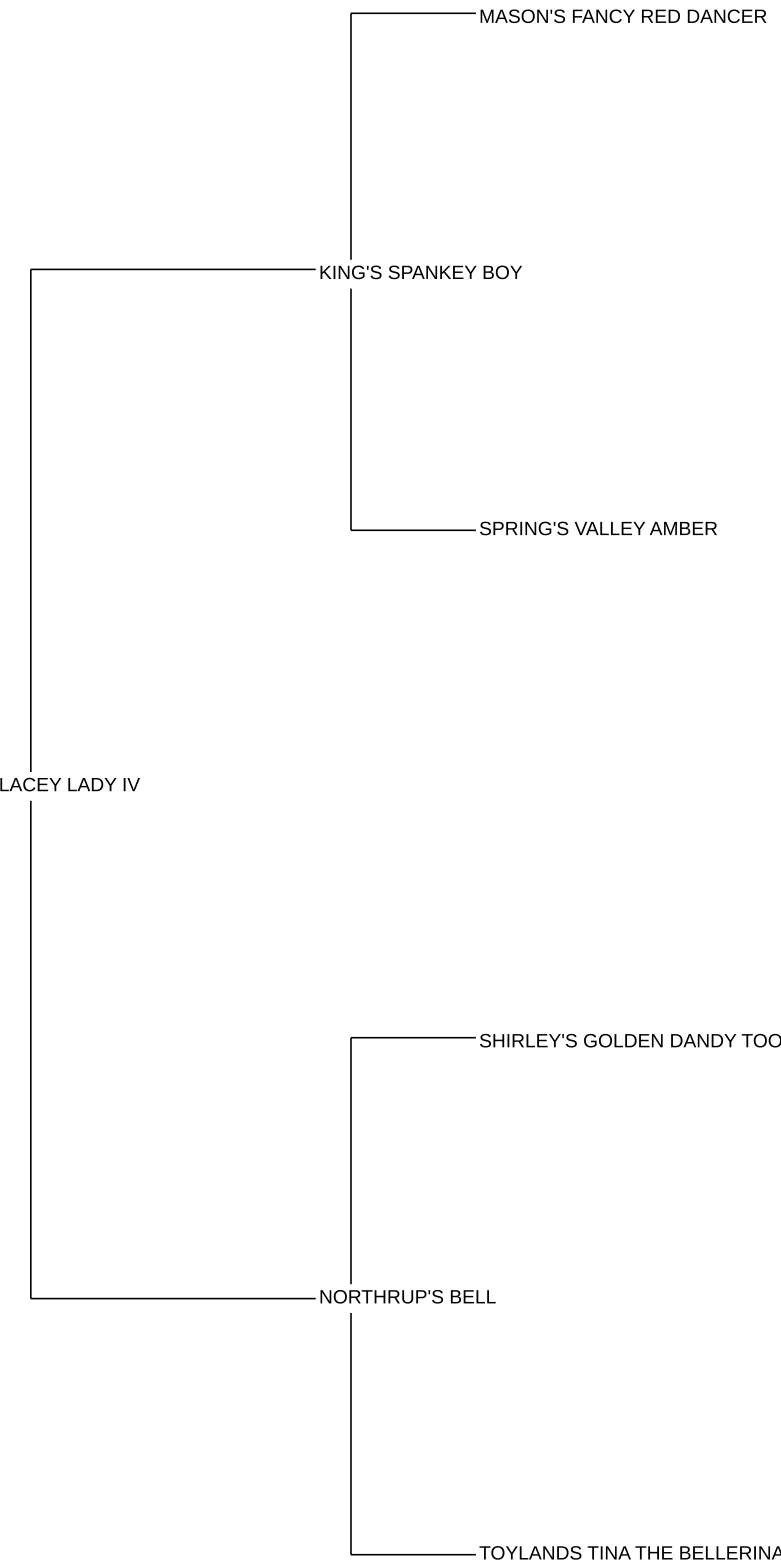 MASON'S FANCY RED DANCER
KING'S SPANKEY BOY
SPRING'S VALLEY AMBER
LACEY LADY IV
SHIRLEY'S GOLDEN DANDY TOO
NORTHRUP'S BELL
TOYLANDS TINA THE BELLERINA